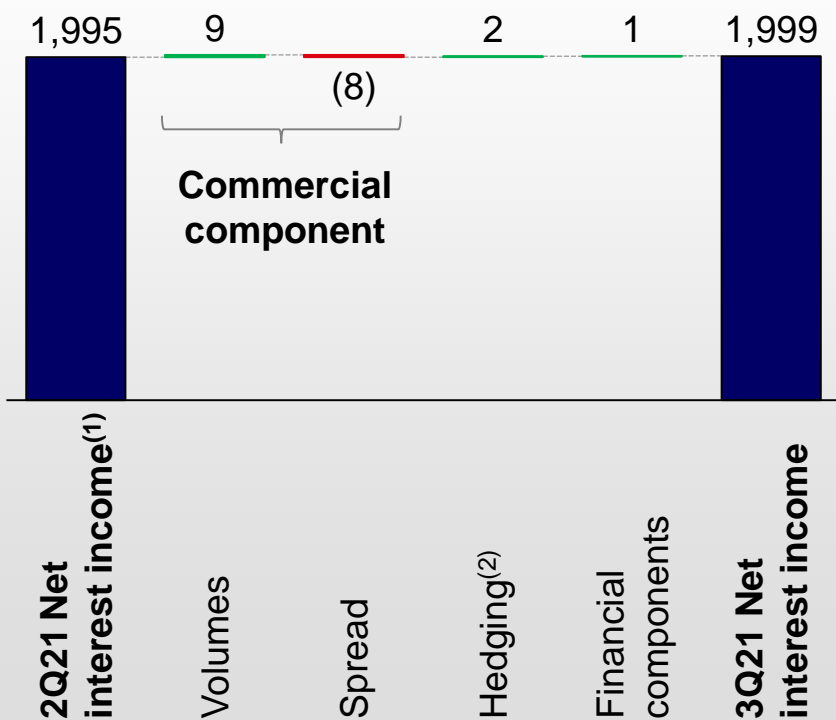 1,995
9
2
1
1,999
(8)
Commercial
component
2Q21 Net
interest income(1)
Volumes
Spread
Hedging(2)
Financial
components
3Q21 Net
interest income